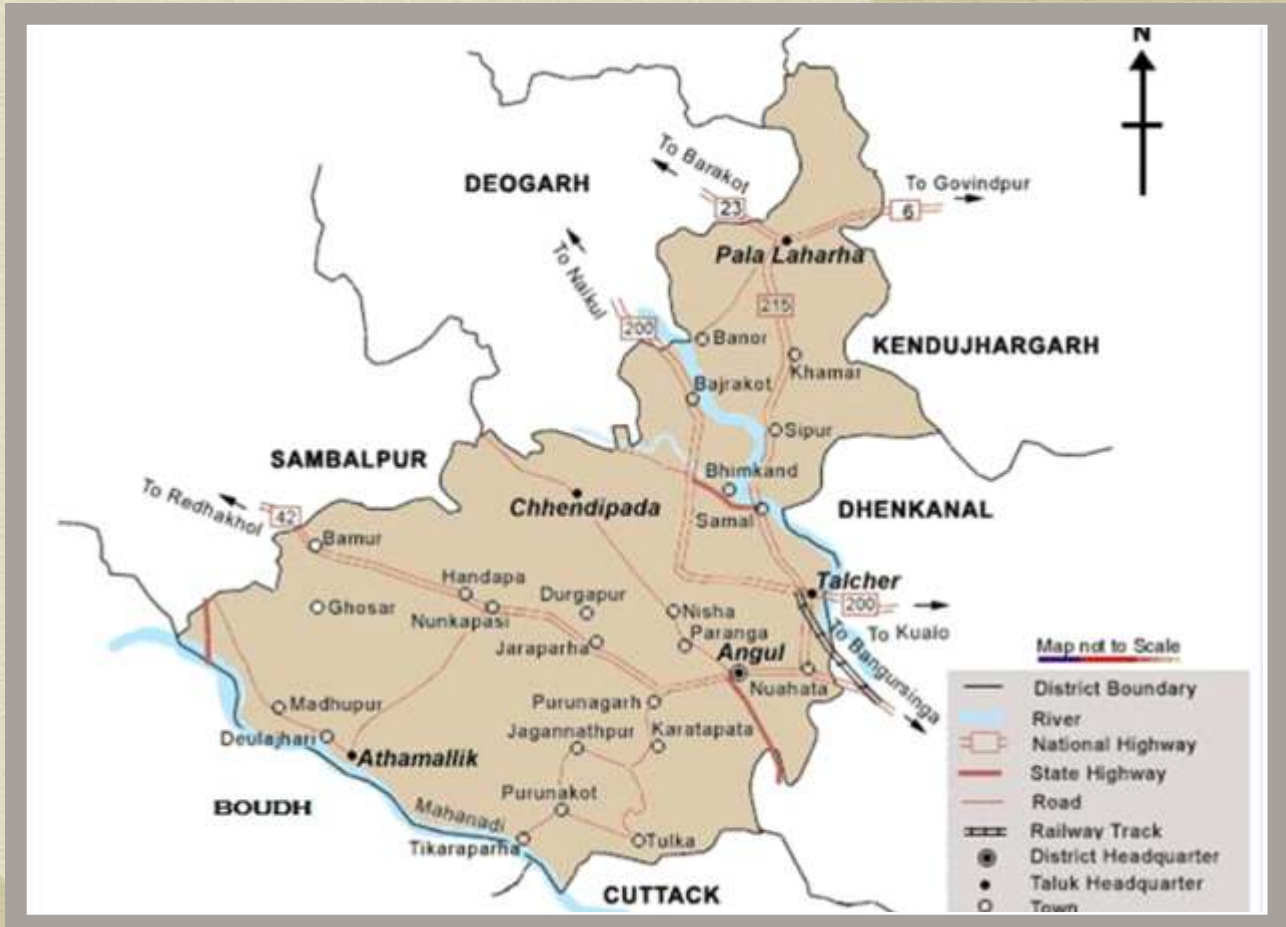 N
To Barakot
DEOGARH
To Govindpur
23
6
Pala Laharha
To Naikul
215
200
Banor
KENDUJHARGARH
Khamar
Bajrakot
Sipur
SAMBALPUR
Bhimkand
To Redhakhol
Chhendipada
Samal
DHENKANAL
42
Bamur
Handapa
Talcher
Durgapur
200
Ghosar
Nunkapasi
Nisha
To Kualo
Paranga
Jaraparha
Angul
To Bangursinga
Nuahata
Purunagarh
Madhupur
Jagannathpur
Karatapata
Deulajhari
Athamallik
Purunakot
BOUDH
Mahanadi
Tikaraparha
Tulka
CUTTACK
Map not to Scale
District Boundary
River
National Highway
State Highway
Road
Railway Track
District Headquarter
Taluk Headquarter
Town